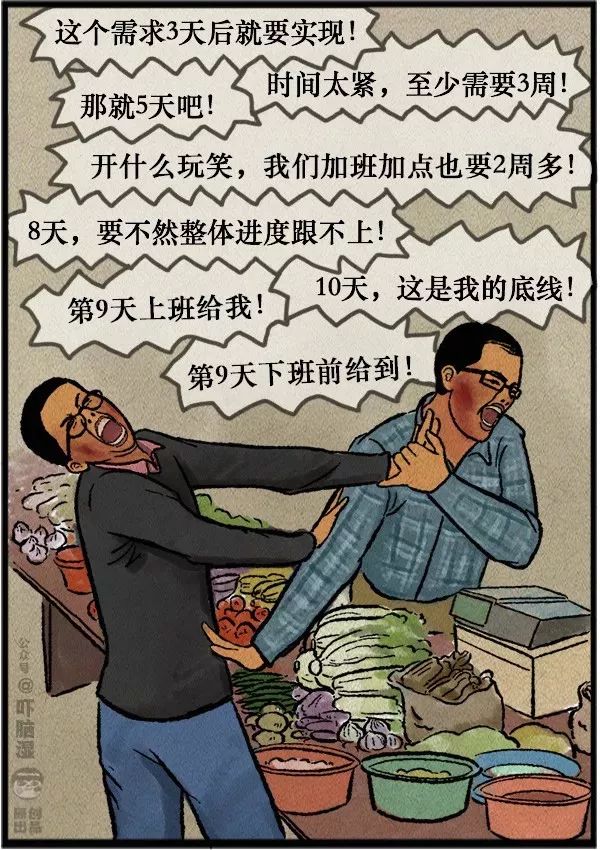 这个需求3天后就要实现！
时间太紧，至少需要3周！
那就5天吧！
开什么玩笑，我们加班加点也要2周多！
8天，要不然整体进度跟不上！
10天，这是我的底线！
第9天上班给我！
第9天下班前给到！
公众号@吓脑湿
原创
出品